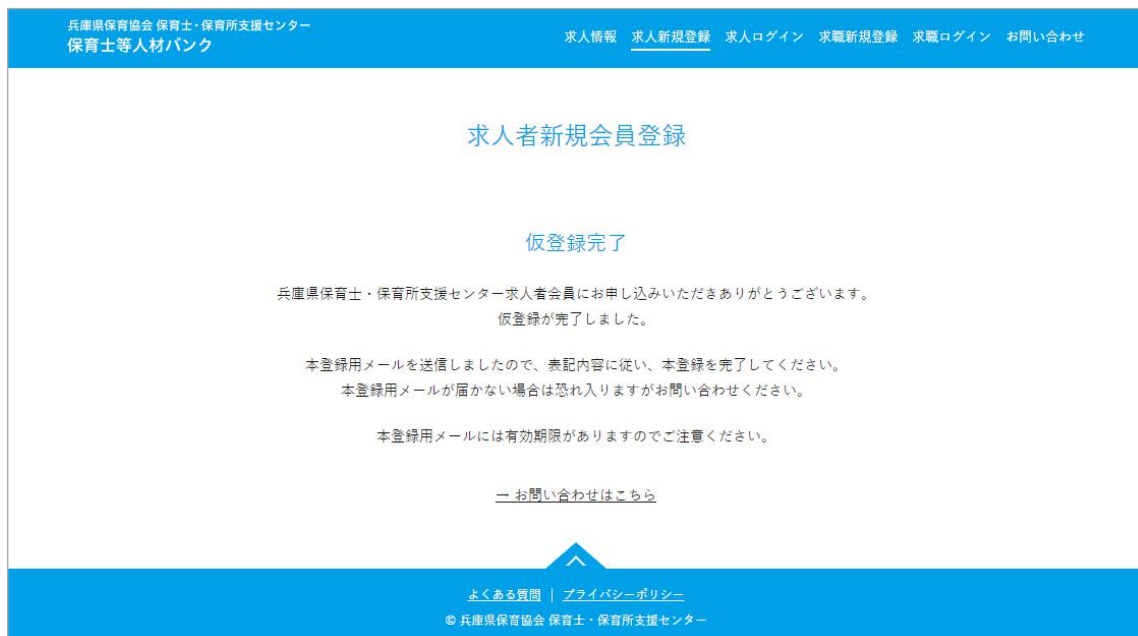 兵庫県保育協会 保育士・保育所支援センター
保育士等人材バンク
求人情報 求人新規登録 求人ログイン 求職新規登録 求職ログイン お問い合わせ
求人者新規会員登録
仮登録完了
兵庫県保育士・保育所支援センター求人者会員にお申し込みいただきありがとうございます。
仮登録が完了しました。
本登録用メールを送信しましたので、表記内容に従い、本登録を完了してください。
本登録用メールが届かない場合は恐れ入りますがお問い合わせください。
本登録用メールには有効期限がありますのでご注意ください。
→ お問い合わせはこちら
よくある質問 | プライバシーポリシー
© 兵庫県保育協会 保育士・保育所支援センター